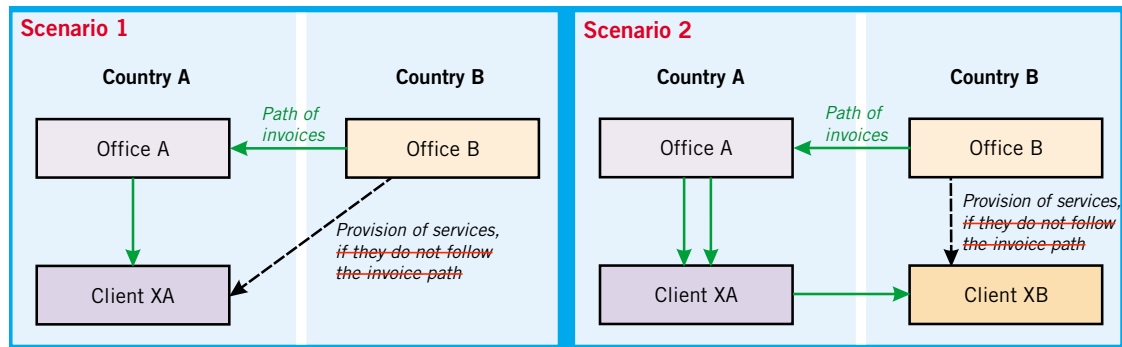 Scenario 1
Country A
Country B
Path of
invoices
Office A
Office B
Provision of services,
if they do not follow
the invoice path
Client XA
Scenario 2
Country A
Country B
Path of
invoices
Office A
Office B
Provision of services,
if they do not follow
the invoice path
Client XA
Client XB